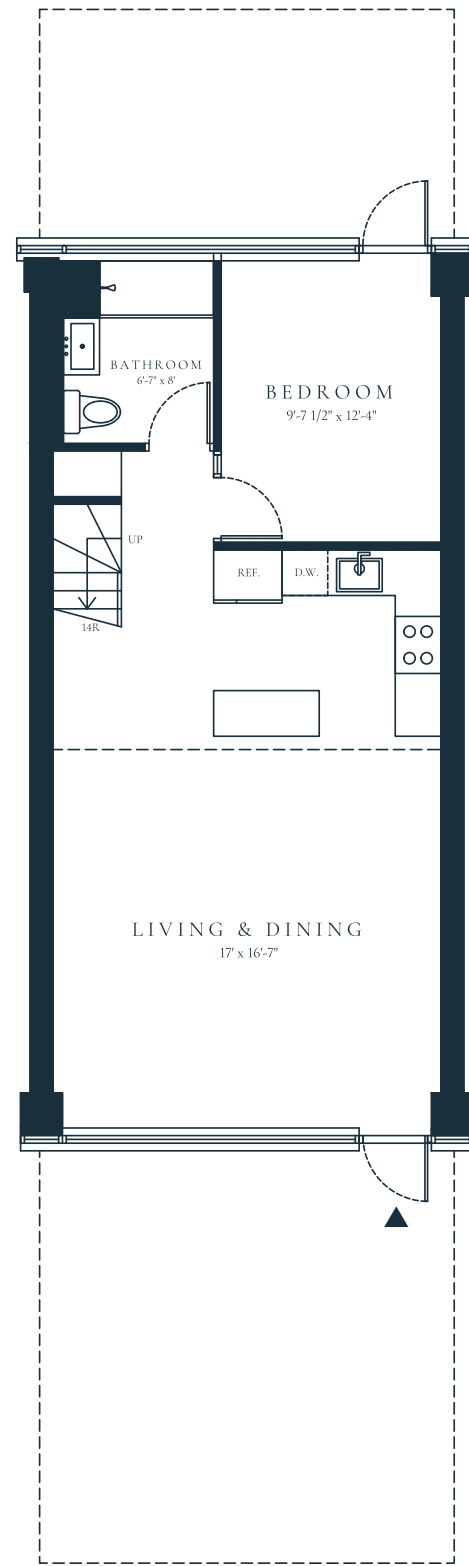 BATHROOM
6'-7" x 8'
BEDROOM
9'-7 1/2" x 12'-4"
UP
REF.
D.W.
14R
LIVING & DINING
17' x 16'-7"